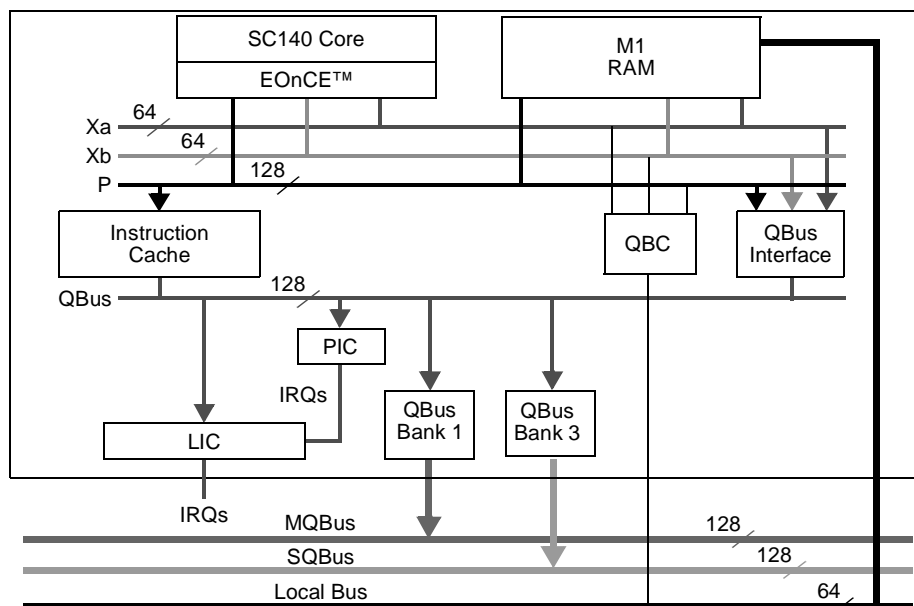 SC140 Core
EOnCE™
M1
RAM
64
Xa
64
Xb
128
P
Instruction
Cache
QBC
QBus
Interface
128
QBus
PIC
IRQs
QBus
Bank 1
QBus
Bank 3
LIC
IRQs
MQBus
128
SQBus
128
Local Bus
64